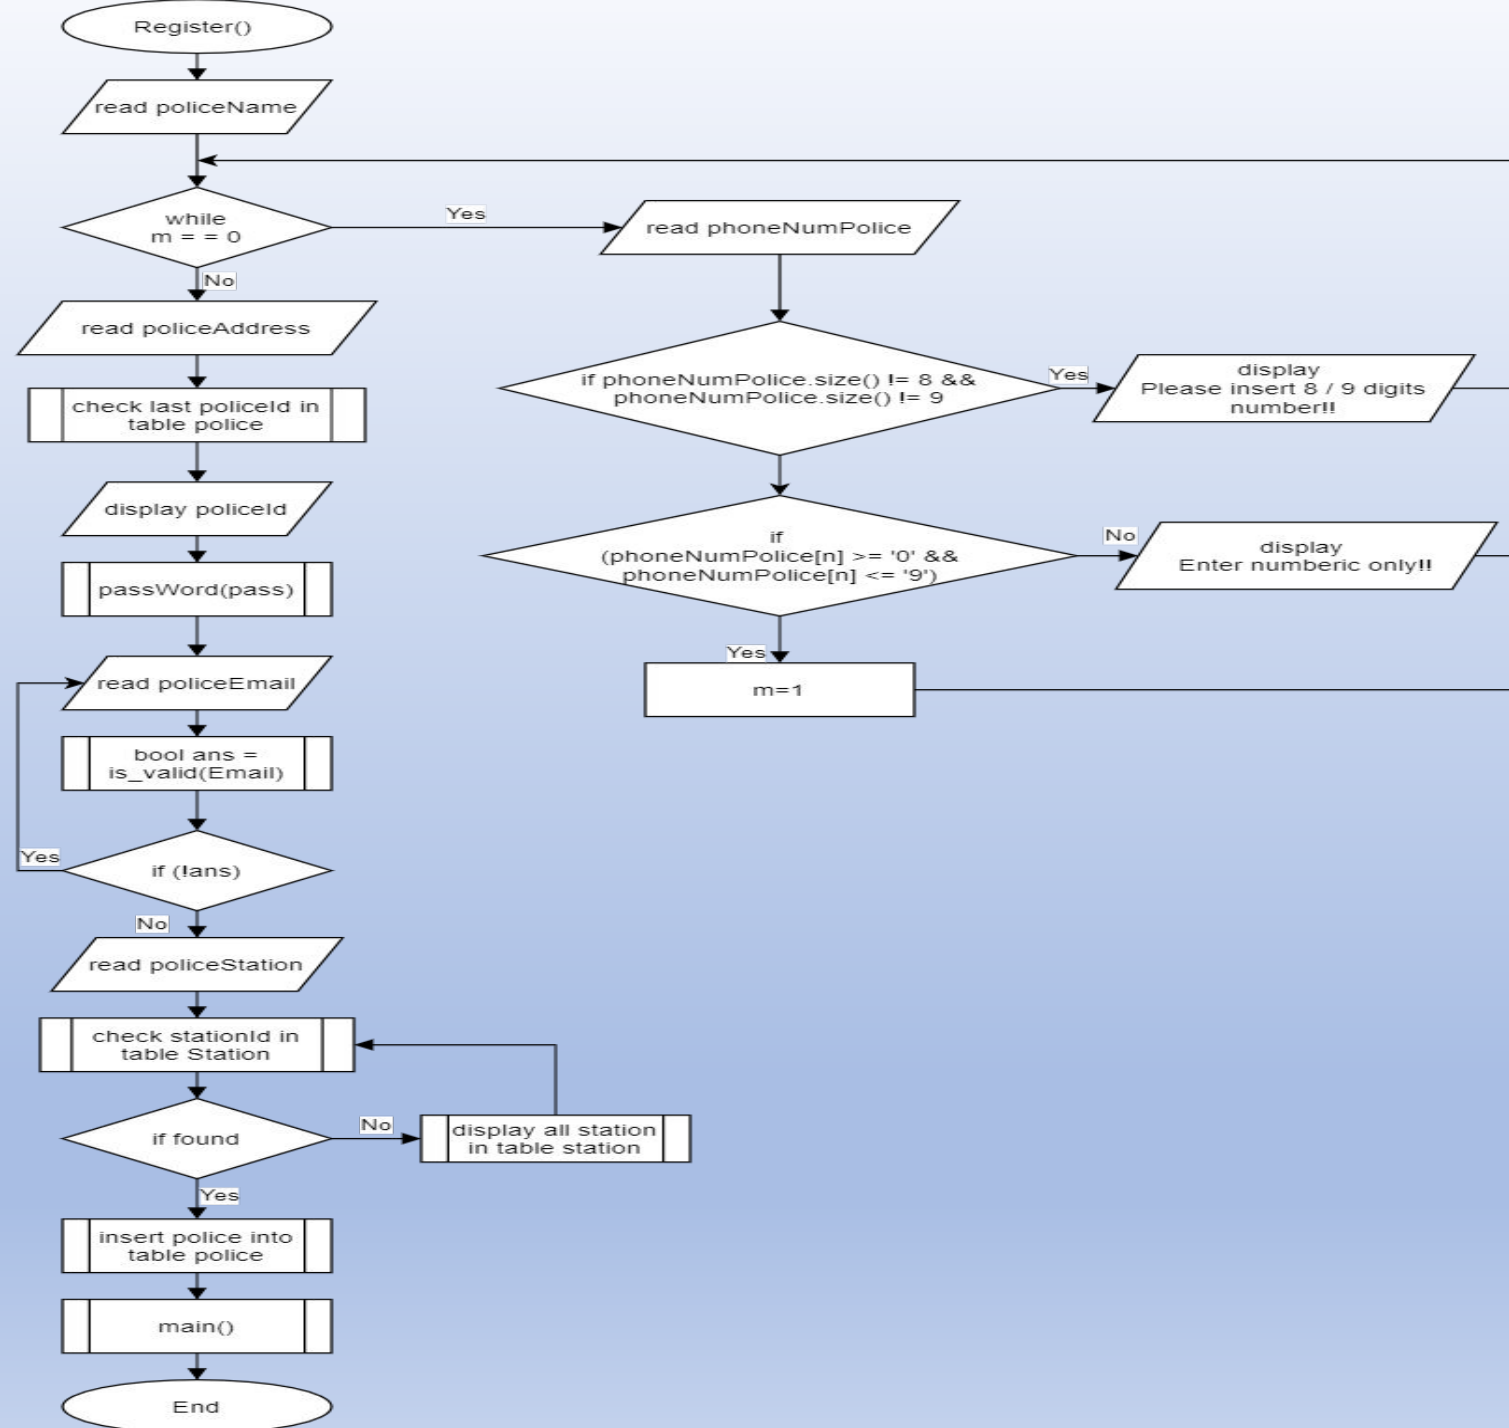 Register()
read policeName
while
m = = 0
Yes
No
read phoneNumPolice
read policeAddress
if phoneNumPolice.size() != 8 &&
phoneNumPolice.size() != 9
Yes
display
Please insert 8 / 9 digits
number!!
check last policeId in
table police
display policeId
if
(phoneNumPolice[n] >= '0' &&
phoneNumPolice[n] <= '9')
No
display
Enter numberic only!!
passWord(pass)
Yes
m=1
read policeEmail
bool ans =
is_valid(Email)
if (!ans)
Yes
No
read policeStation
check stationId in
table Station
if found
No
display all station
in table station
Yes
insert police into
table police
main()
End